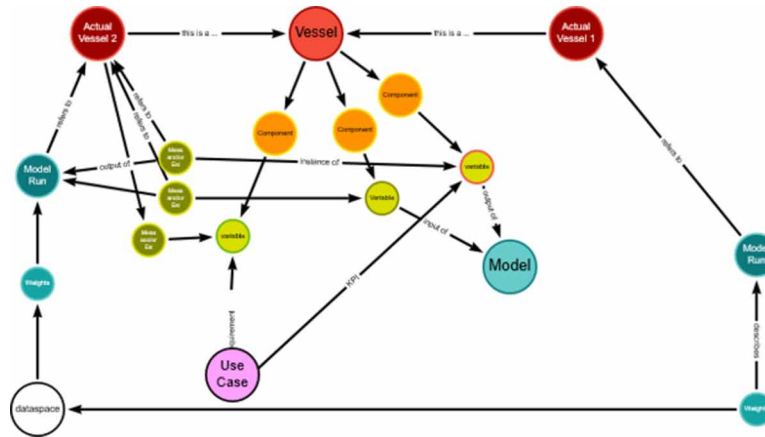 Actual
Vessel 2
this is a ...
Vessel
this is a ...
Actual
Vessel 1
Component
Component
Component
refers to
refers to
refers to
refers to
output of
instance of
variable
Model
Run
Variable
variable
output of
input of
Model
Model
Run
KPI
Weights
quirement
describes
Use
Case
dataspace
Weights